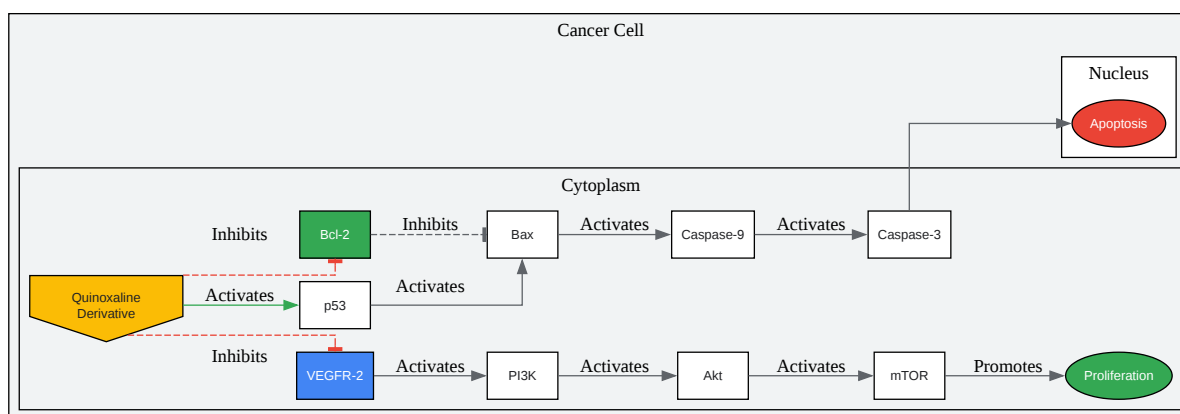 Cancer Cell
Nucleus
Apoptosis
Cytoplasm
Inhibits
Bcl-2
Inhibits
Bax
Activates
Caspase-9
Activates
Caspase-3
Quinoxaline
Derivative
Activates
p53
Activates
Inhibits
VEGFR-2
Activates
PI3K
Activates
Akt
Activates
mTOR
Promotes
Proliferation